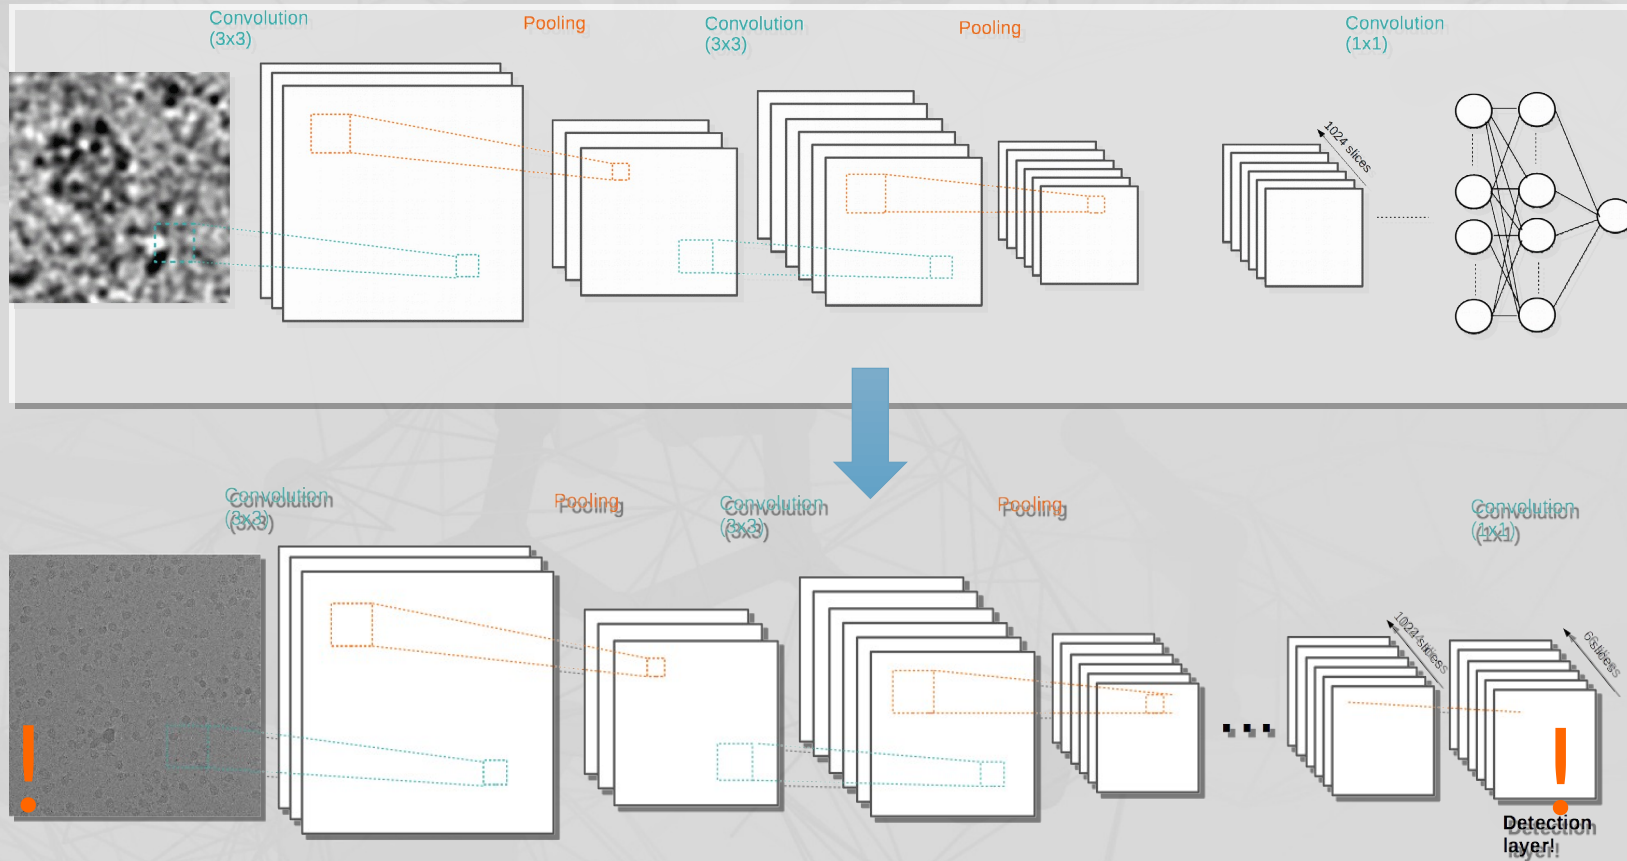 Convolution
(3x3)
Pooling
Convolution
(3x3)
Pooling
Convolution
(1x1)
1024 slices
Convolution
(3x3)
Pooling
Convolution
(3x3)
Pooling
...
Convolution
(1x1)
1024 slices
6 slices
!
!
Detection
layer!